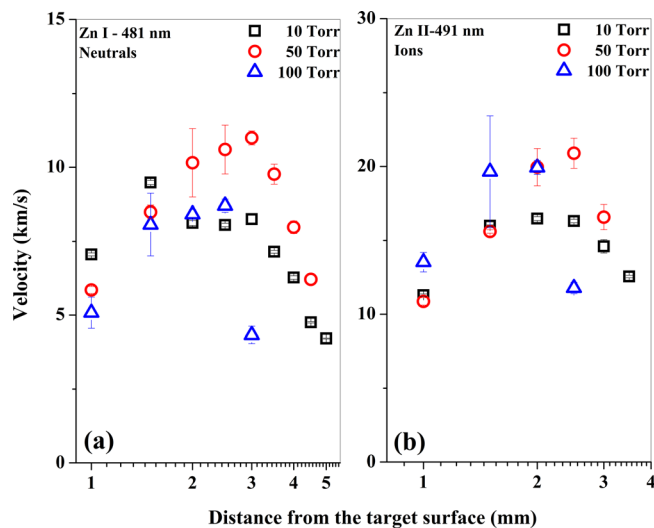 Zn I - 481 nm
Neutrals
10 Torr
50 Torr
100 Torr
Zn II-491 nm
Ions
10 Torr
50 Torr
100 Torr
Velocity (km/s)
15
10
5
0
30
20
10
0
(a)
(b)
1 2 3 4 5
1 2 3 4
Distance from the target surface (mm)